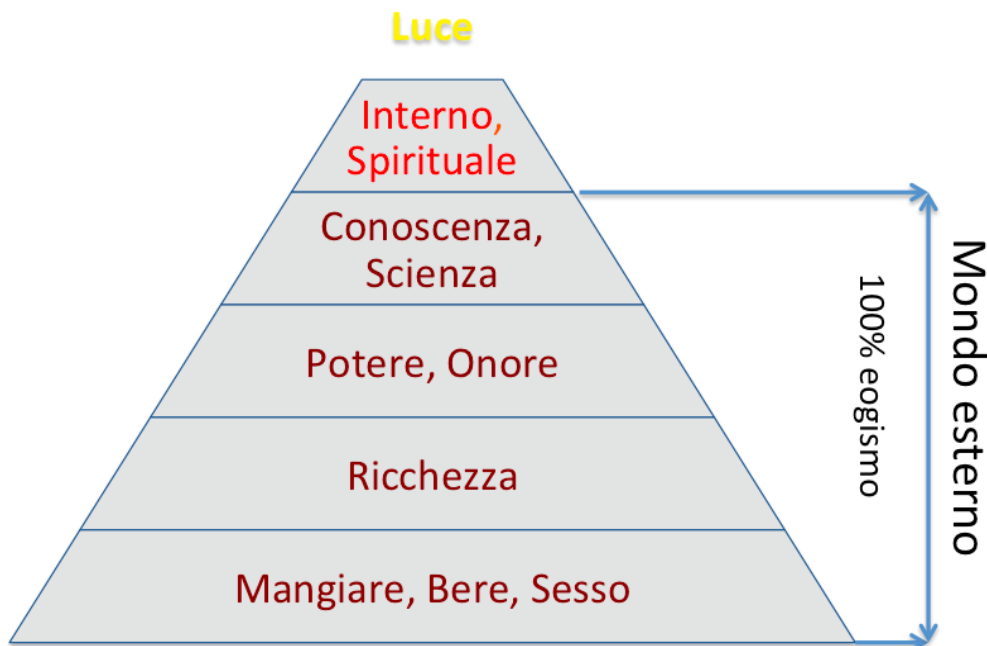 Luce
Interno,
Spirituale
Conoscenza,
Scienza
Potere, Onore
Ricchezza
Mangiare, Bere, Sesso
100% eogismo
Mondo esterno